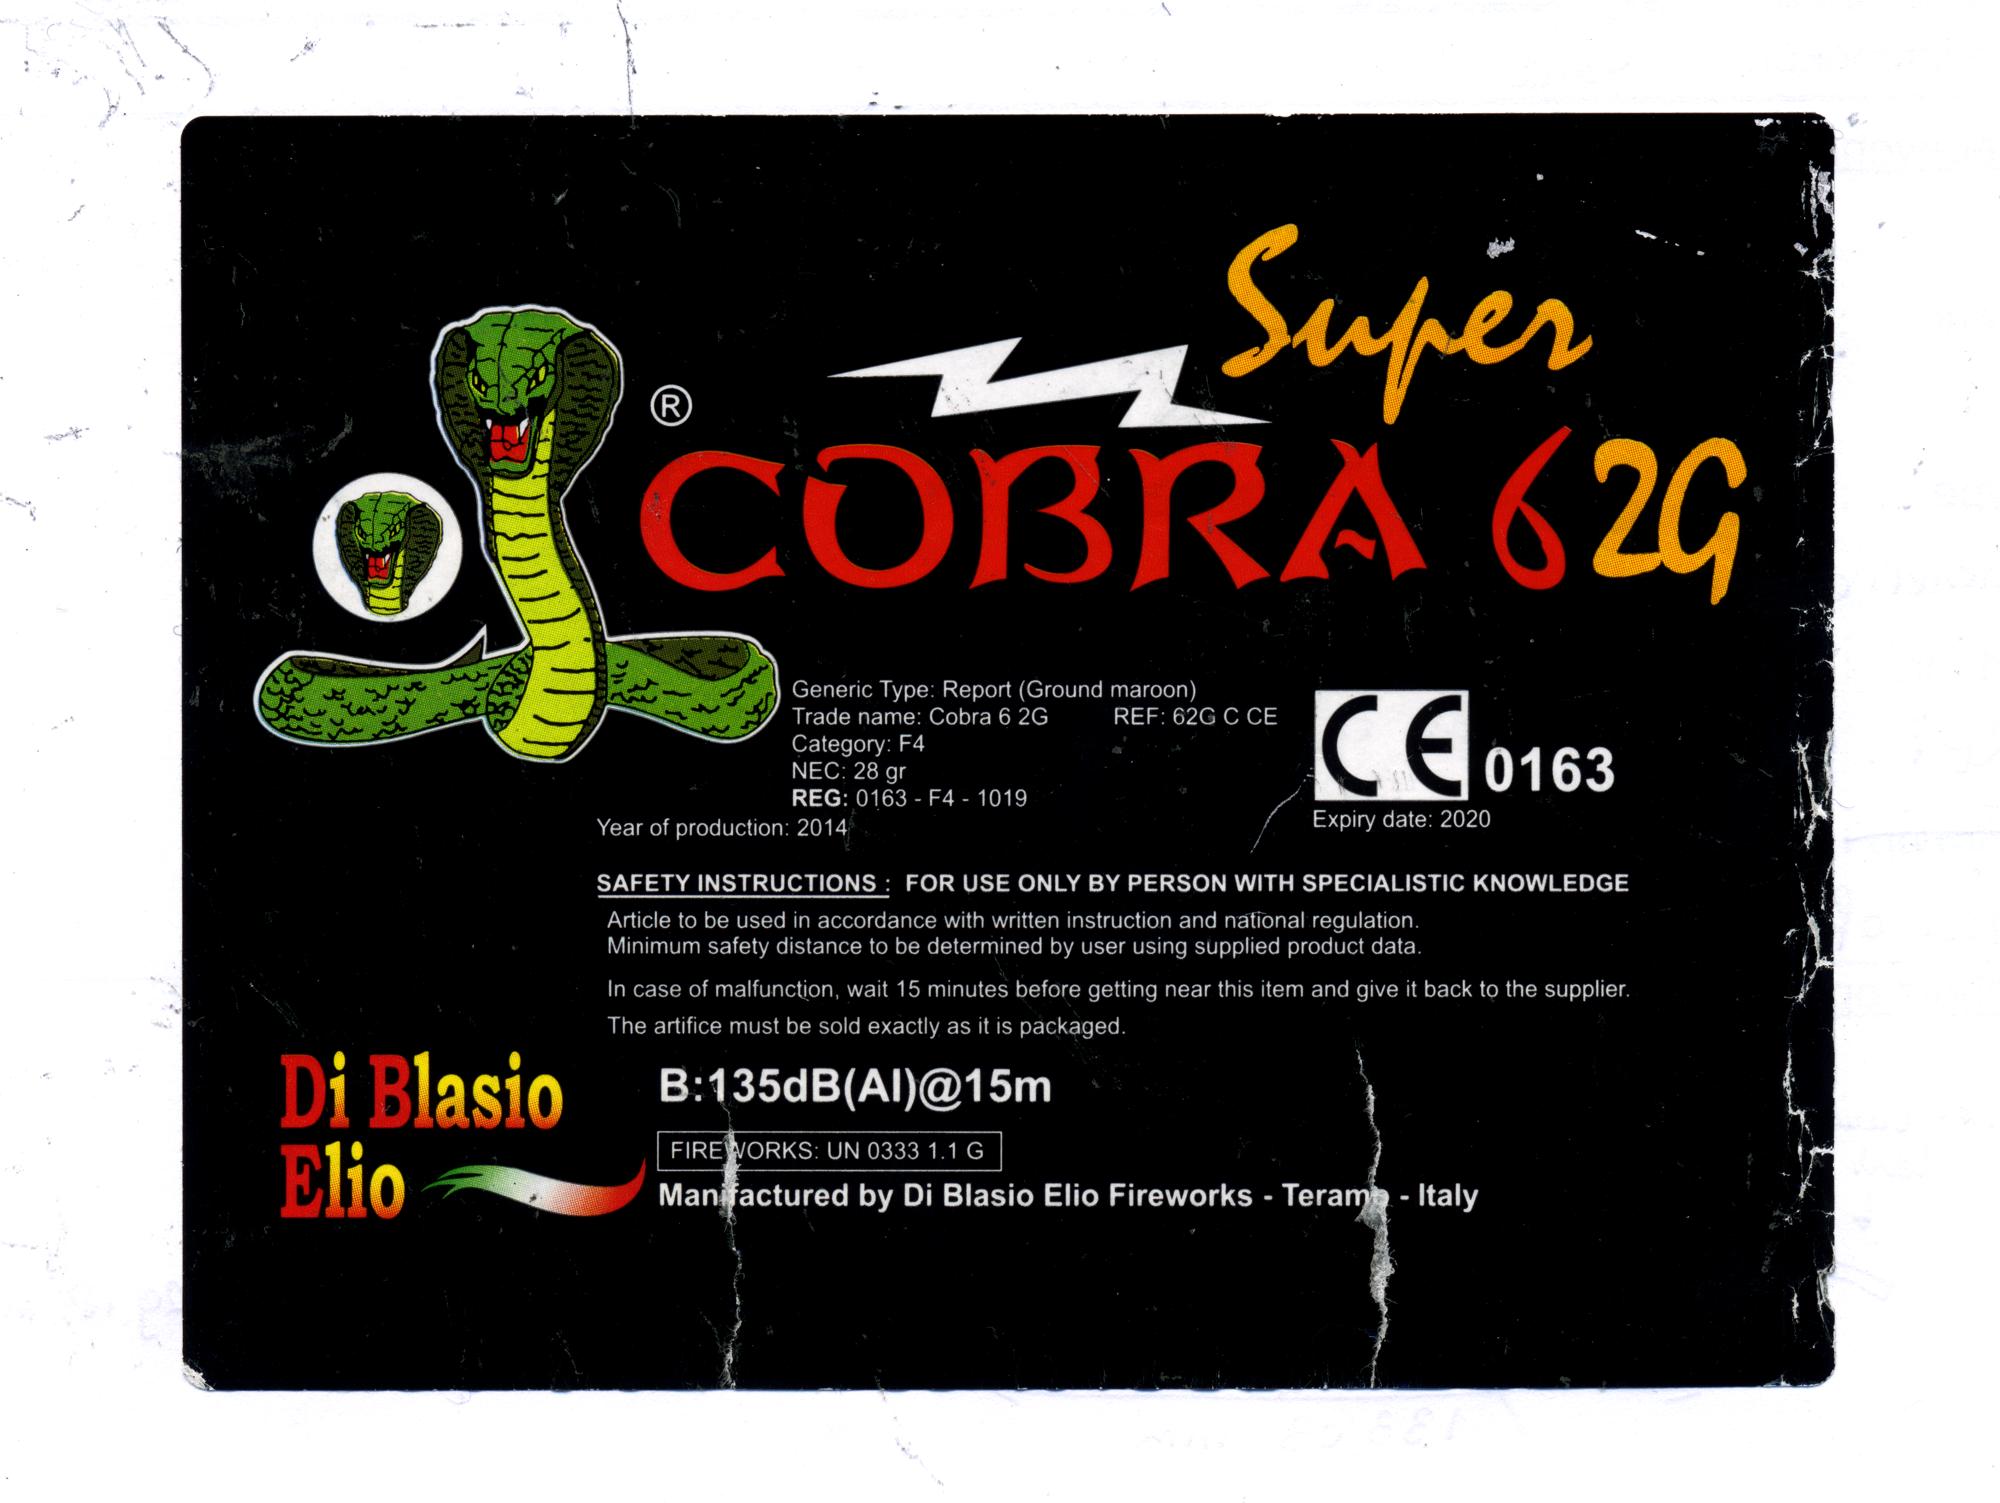 Super
®
COBRA 6 2G
Generic Type: Report (Ground maroon)
Trade name: Cobra 6 2G REF: 62G C CE
Category: F4
NEC: 28 gr
REG: 0163 - F4 - 1019
CE 0163
Year of production: 2014
Expiry date: 2020
SAFETY INSTRUCTIONS : FOR USE ONLY BY PERSON WITH SPECIALISTIC KNOWLEDGE
Article to be used in accordance with written instruction and national regulation.
Minimum safety distance to be determined by user using supplied product data.
In case of malfunction, wait 15 minutes before getting near this item and give it back to the supplier.
The artifice must be sold exactly as it is packaged.
Di Blasio
Elio
B:135dB(AI)@15m
FIREWORKS: UN 0333 1.1 G
Manifactured by Di Blasio Elio Fireworks - Teramo - Italy